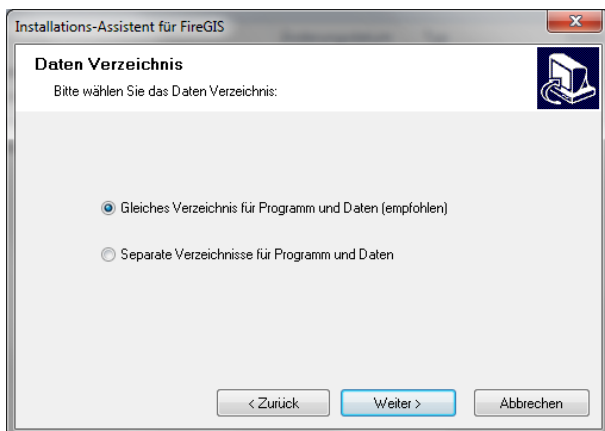 Installations-Assistent für FireGIS
Daten Verzeichnis
Bitte wählen Sie das Daten Verzeichnis:
Gleiches Verzeichnis für Programm und Daten (empfohlen)
Separate Verzeichnisse für Programm und Daten
< Zurück
Weiter >
Abbrechen